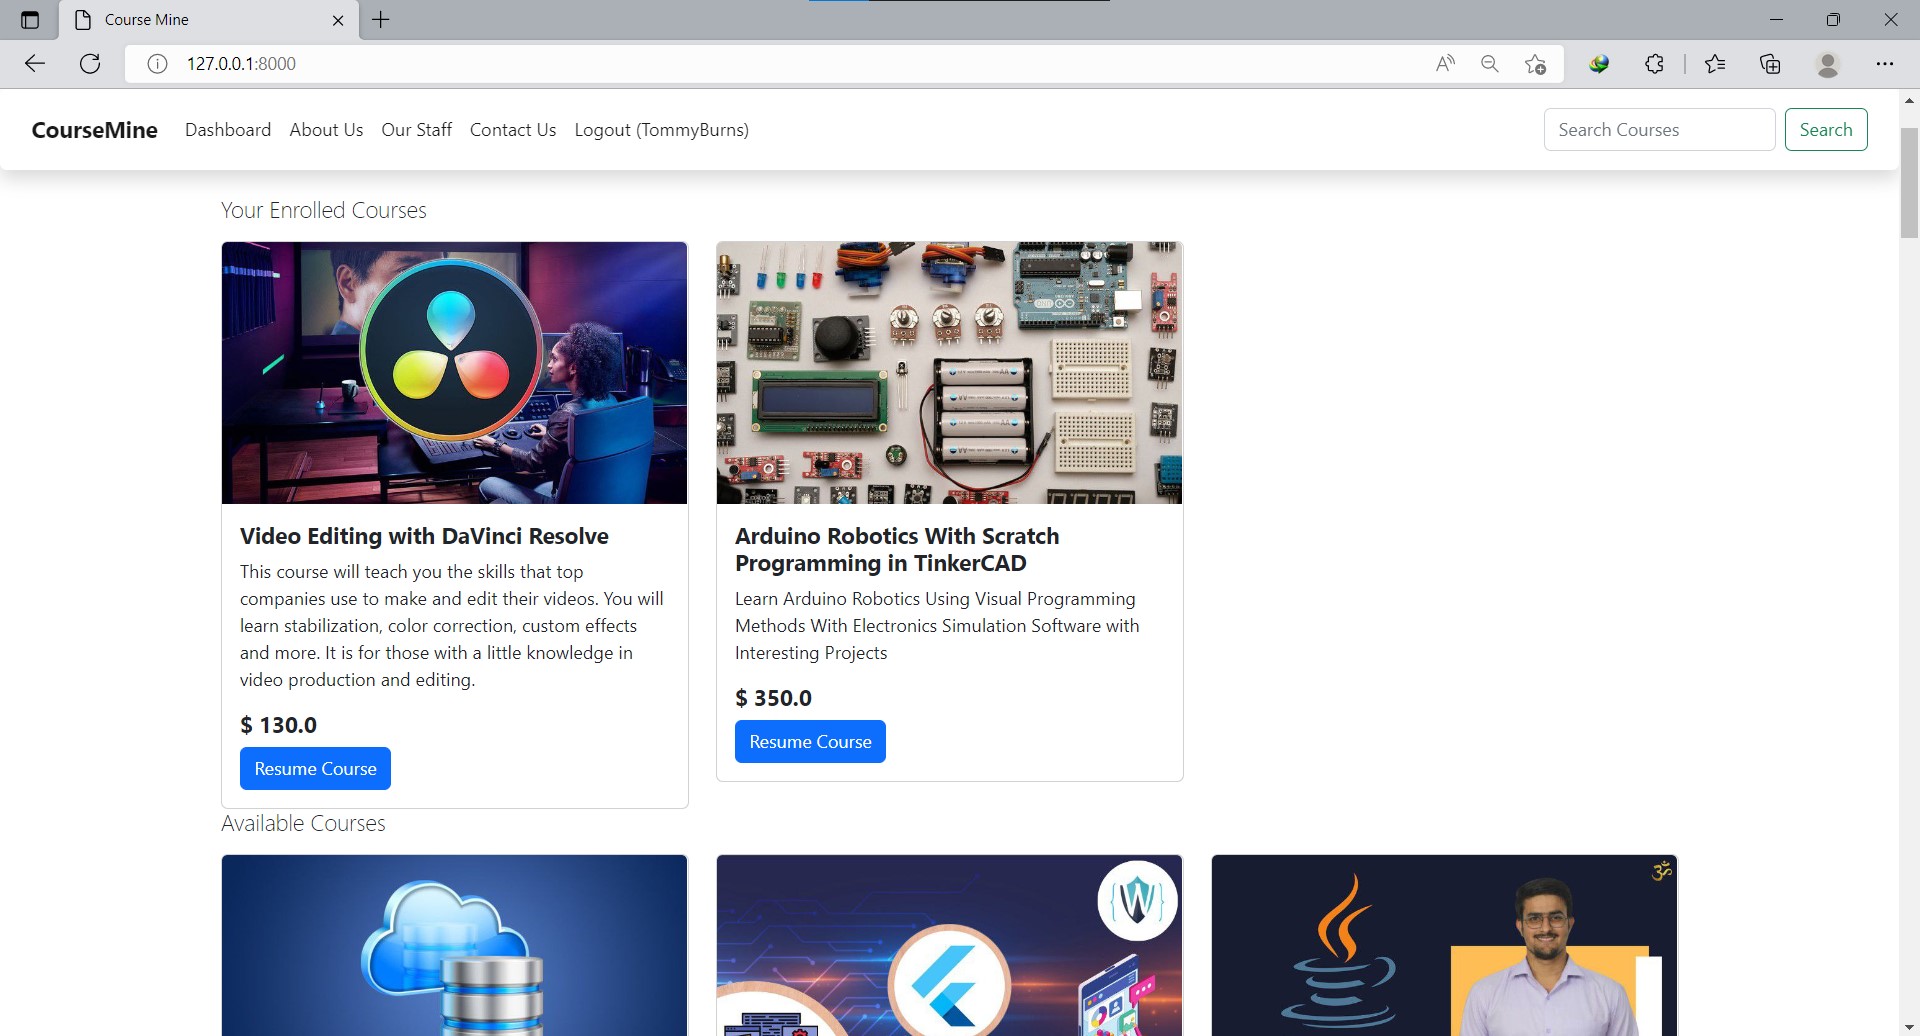 Course Mine
127.0.0.1:8000
CourseMine Dashboard About Us Our Staff Contact Us Logout (TommyBurns) Search Courses Search
Your Enrolled Courses
Video Editing with DaVinci Resolve
This course will teach you the skills that top
companies use to make and edit their videos. You will
learn stabilization, color correction, custom effects
and more. It is for those with a little knowledge in
video production and editing.
$ 130.0
Resume Course
Arduino Robotics With Scratch
Programming in TinkerCAD
Learn Arduino Robotics Using Visual Programming
Methods With Electronics Simulation Software with
Interesting Projects
$ 350.0
Resume Course
Available Courses
{W}
ॐ